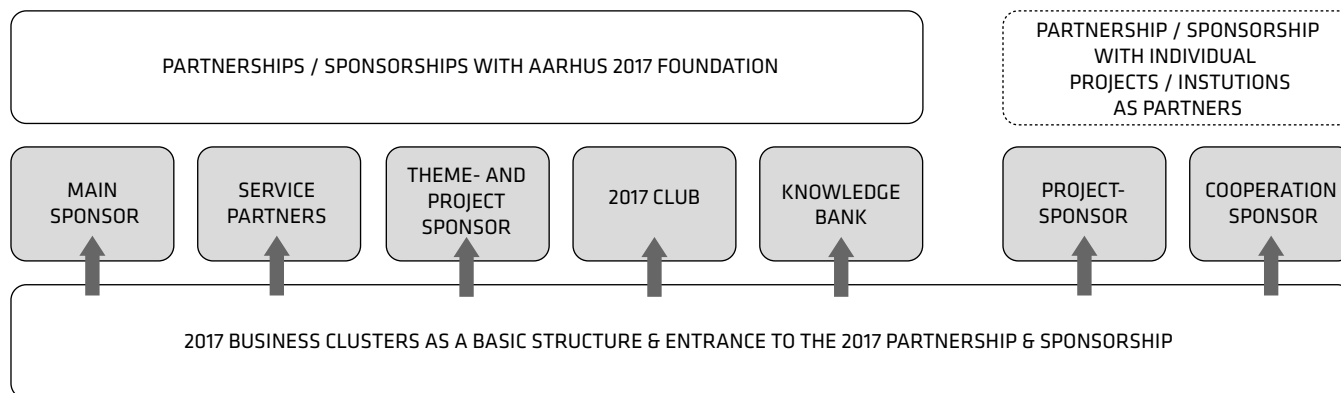 PARTNERSHIPS / SPONSORSHIPS WITH AARHUS 2017 FOUNDATION
PARTNERSHIP / SPONSORSHIP
WITH INDIVIDUAL
PROJECTS / INSTUTIONS
AS PARTNERS
MAIN
SPONSOR
SERVICE
PARTNERS
THEME- AND
PROJECT
SPONSOR
2017 CLUB
KNOWLEDGE
BANK
PROJECT-
SPONSOR
COOPERATION
SPONSOR
2017 BUSINESS CLUSTERS AS A BASIC STRUCTURE & ENTRANCE TO THE 2017 PARTNERSHIP & SPONSORSHIP